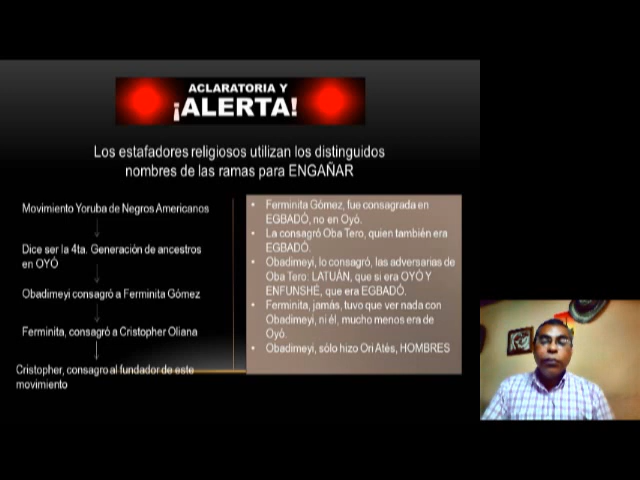 ACLARATORIA Y
¡ALERTA!
Los estafadores religiosos utilizan los distinguidos
nombres de las ramas para ENGAÑAR
Movimiento Yoruba de Negros Americanos
Dice ser la 4ta. Generación de ancestros
en OYÓ
Obadimeyi consagró a Ferminita Gómez
Ferminita, consagró a Cristopher Oliana
Cristopher, consagro al fundador de este
movimiento
• Ferminita Gómez, fue consagrada en
EGBADÓ, no en Oyó.
• La consagró Oba Tero, quien también era
EGBADÓ.
• Obadimeyi, lo consagró, las adversarias de
Oba Tero: LATUÁN, que si era OYÓ Y
ENFUNSHÉ, que era EGBADÓ.
• Ferminita, jamás, tuvo que ver nada con
Obadimeyi, ni él, mucho menos era de
Oyó.
• Obadimeyi, sólo hizo Ori Atés, HOMBRES